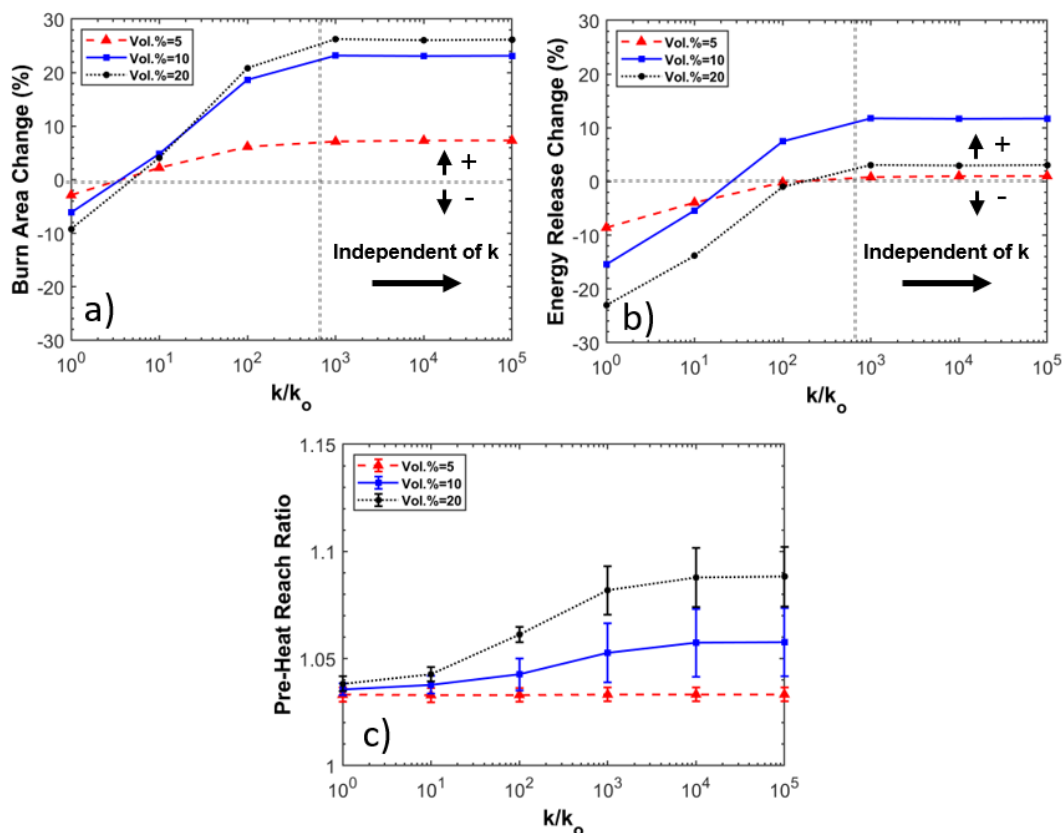 Burn Area Change (%)
30
20
10
0
-10
-20
-30
Vol.%=5
Vol.%=10
Vol.%=20
+
-
Independent of k
a)
10^0 10^1 10^2 10^3 10^4 10^5
k/k_o
Energy Release Change (%)
30
20
10
0
-10
-20
-30
Vol.%=5
Vol.%=10
Vol.%=20
+
-
Independent of k
b)
10^0 10^1 10^2 10^3 10^4 10^5
k/k_o
Pre-Heat Reach Ratio
1.15
1.1
1.05
1
Vol.%=5
Vol.%=10
Vol.%=20
c)
10^0 10^1 10^2 10^3 10^4 10^5
k/k_o